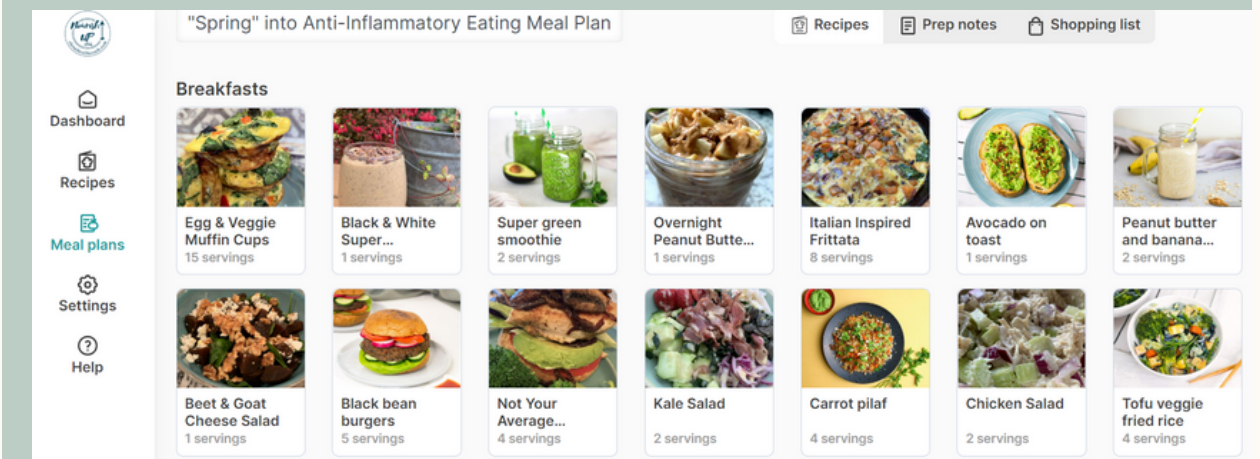 Nourish
UP
"Spring" into Anti-Inflammatory Eating Meal Plan
Recipes
Prep notes
Shopping list
Dashboard
Recipes
Meal plans
Settings
Help
Breakfasts
Egg & Veggie
Muffin Cups
15 servings
Black & White
Super...
1 servings
Super green
smoothie
2 servings
Overnight
Peanut Butte...
1 servings
Italian Inspired
Frittata
8 servings
Avocado on
toast
1 servings
Peanut butter
and banana...
2 servings
Beet & Goat
Cheese Salad
1 servings
Black bean
burgers
5 servings
Not Your
Average...
4 servings
Kale Salad
2 servings
Carrot pilaf
4 servings
Chicken Salad
2 servings
Tofu veggie
fried rice
4 servings